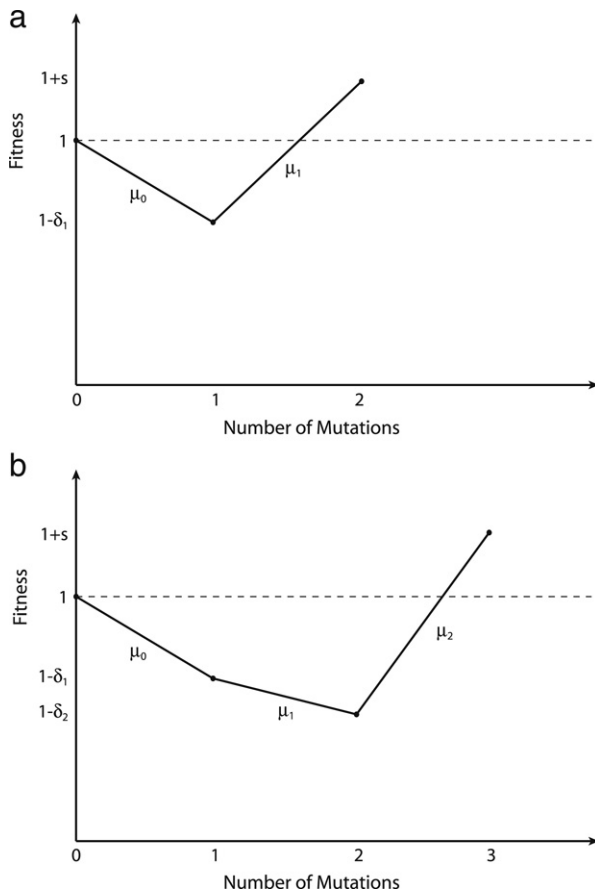 a
1+s
1
1-δ₁
Fitness
μ₀
μ₁
0 1 2
Number of Mutations
b
1+s
1
1-δ₁
1-δ₂
Fitness
μ₀
μ₁
μ₂
0 1 2 3
Number of Mutations